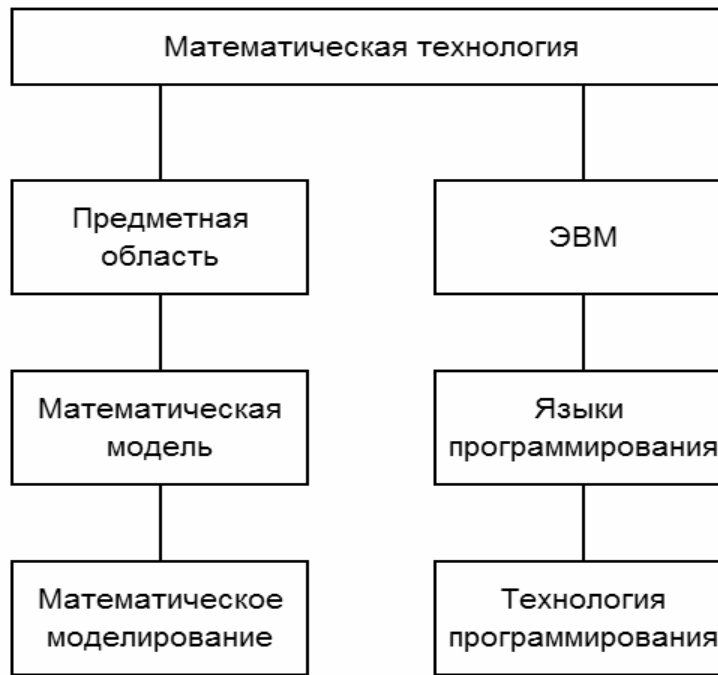 Математическая технология
Предметная
область
ЭВМ
Математическая
модель
Языки
программирования
Математическое
моделирование
Технология
программирования